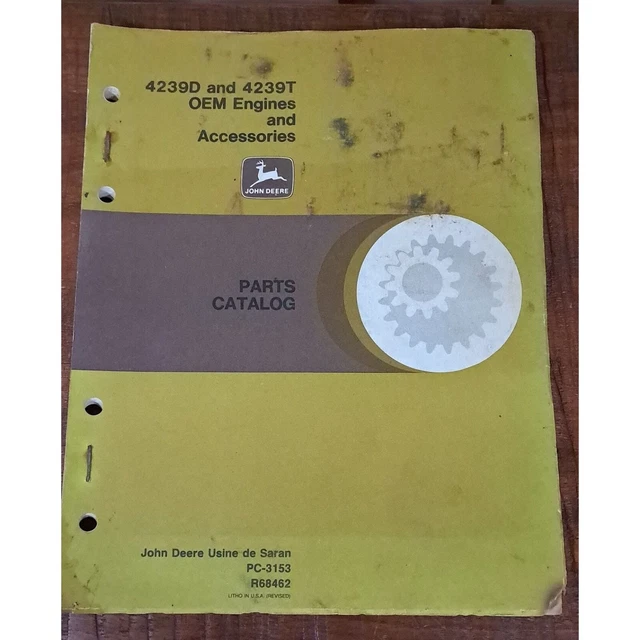 4239D and 4239T
OEM Engines
and
Accessories
JOHN DEERE
PARTS
CATALOG
John Deere Usine de Saran
PC-3153
R68462
LITHO IN U.S.A. (REVISED)